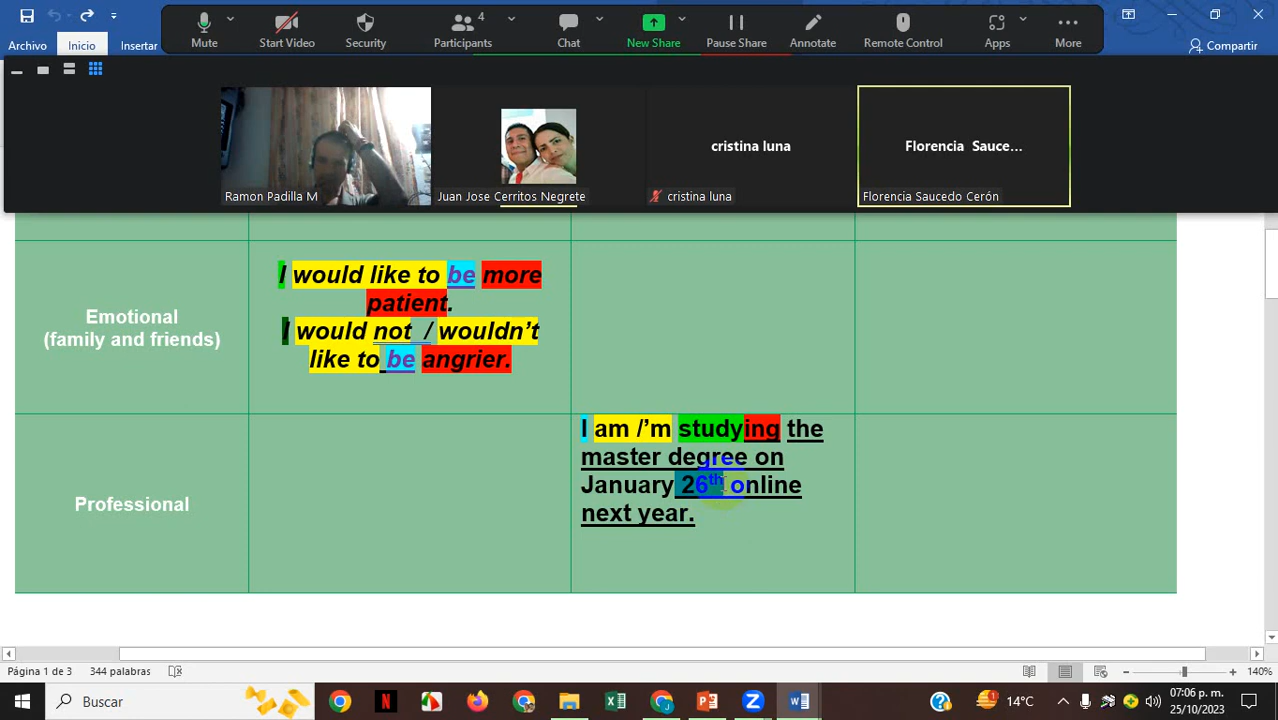 4
Mute
Start Video
Security
Participants
Chat
New Share
Pause Share
Annotate
Remote Control
Apps
More
Archivo
Inicio
Insertar
Compartir
Ramon Padilla M
Juan Jose Cerritos Negrete
cristina luna
cristina luna
Florencia Sauce...
Florencia Saucedo Cerón
Emotional
(family and friends)
I would like to be more
patient.
I would not / wouldn’t
like to be angrier.
Professional
I am /’m studying the
master degree on
January 26th online
next year.
Página 1 de 3
344 palabras
140%
Buscar
14°C
07:06 p. m.
25/10/2023
1